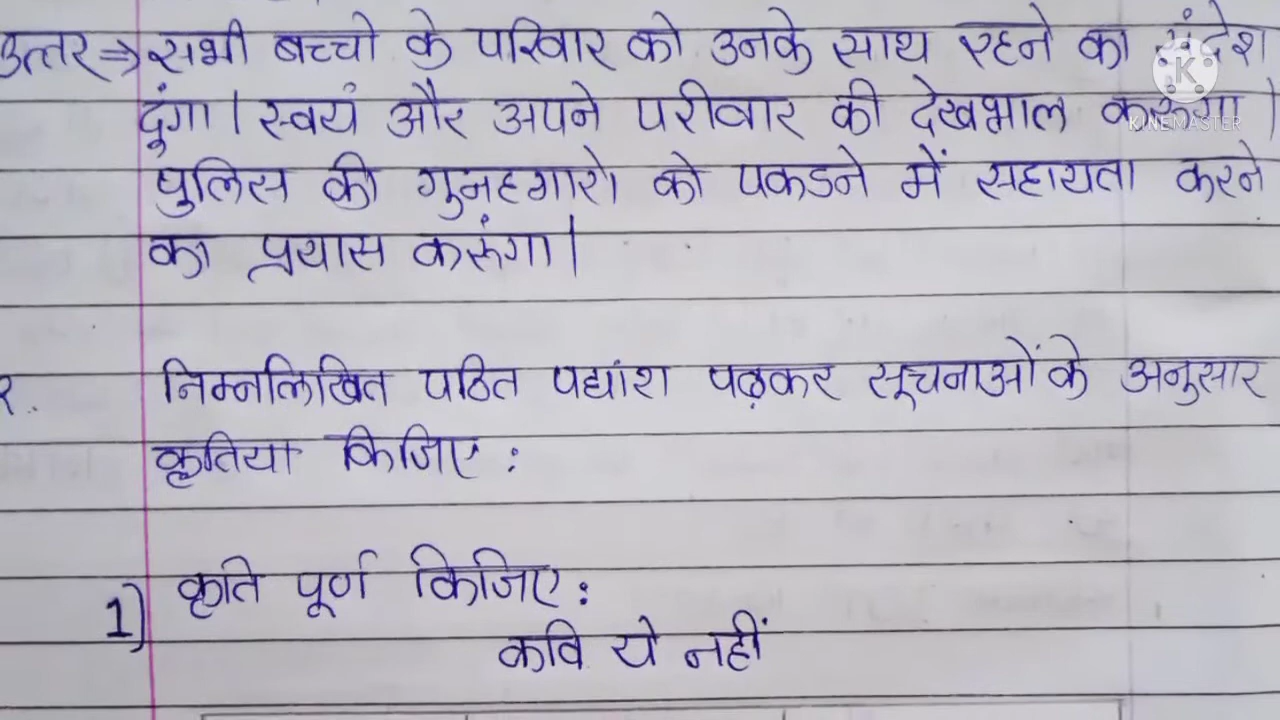 उत्तर⇒ सभी बच्चो के परिवार को उनके साथ रहने का संदेश
दुंगा। स्वयं और अपने परीवार की देखभाल करूंगा।
पुलिस की गुनहगारो को पकडने में सहायता करने
का प्रयास करूंगा।
२. निम्नलिखित पठित पद्यांश पढ़कर सूचनाओं के अनुसार
कृतिया किजिए:
1) कृति पूर्ण किजिए:
कवि ये नहीं
K
KINEMASTER